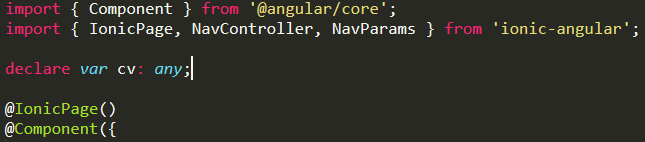 import { Component } from '@angular/core';
import { IonicPage, NavController, NavParams } from 'ionic-angular';
declare var cv: any;
@IonicPage()
@Component({